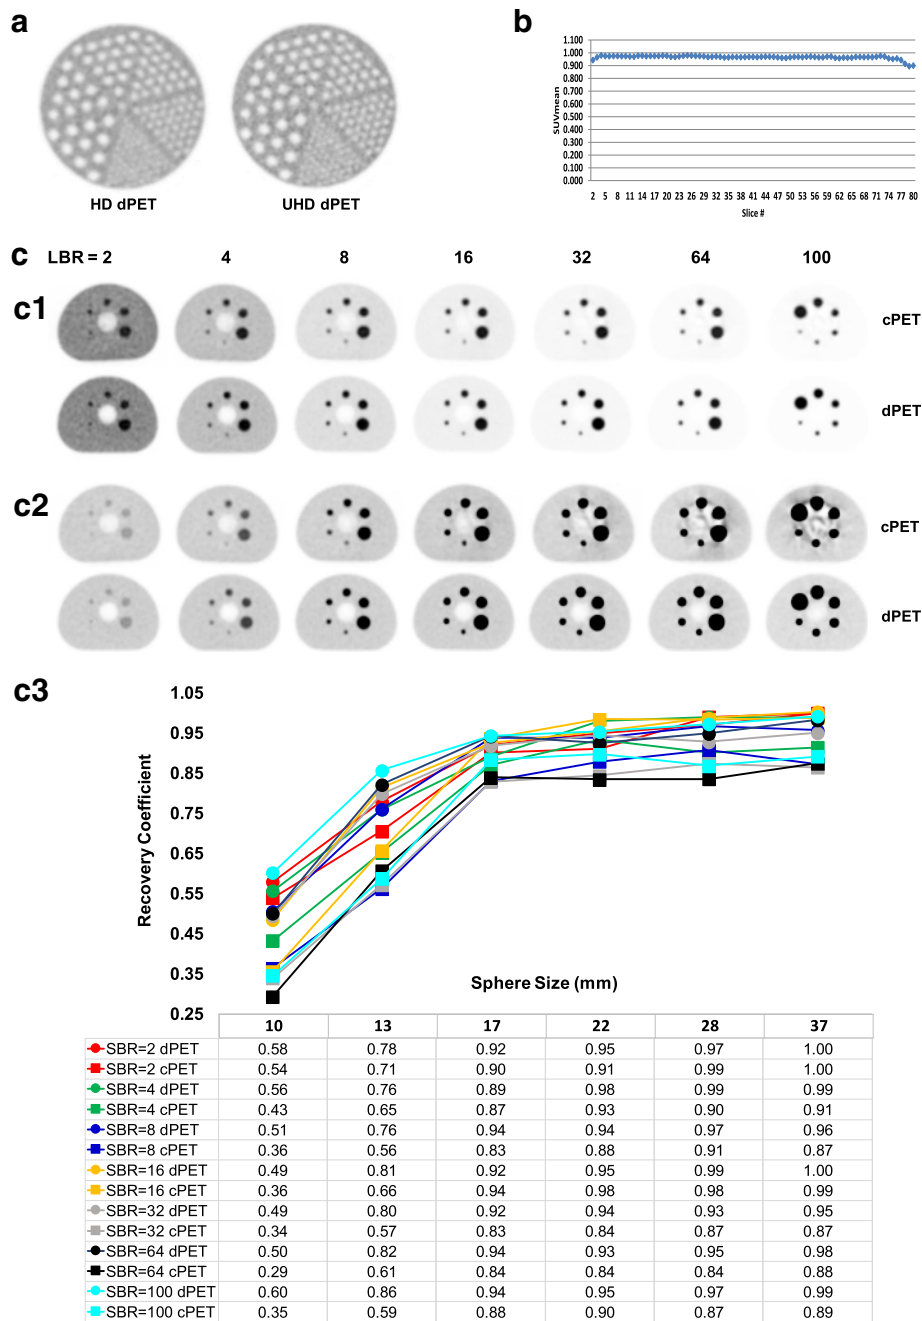 a
HD dPET
UHD dPET
b
1.100
1.000
0.900
0.800
0.700
0.600
0.500
0.400
0.300
0.200
0.100
0.000
SUVmean
2 5 8 11 14 17 20 23 26 29 32 35 38 41 44 47 50 53 56 59 62 65 68 71 74 77 80
Slice #
c
LBR = 2 4 8 16 32 64 100
c1
cPET
dPET
c2
cPET
dPET
c3
1.05
0.95
0.85
0.75
0.65
0.55
0.45
0.35
0.25
Recovery Coefficient
Sphere Size (mm)
10 13 17 22 28 37
SBR=2 dPET 0.58 0.78 0.92 0.95 0.97 1.00
SBR=2 cPET 0.54 0.71 0.90 0.91 0.99 1.00
SBR=4 dPET 0.56 0.76 0.89 0.98 0.99 0.99
SBR=4 cPET 0.43 0.65 0.87 0.93 0.90 0.91
SBR=8 dPET 0.51 0.76 0.94 0.94 0.97 0.96
SBR=8 cPET 0.36 0.56 0.83 0.88 0.91 0.87
SBR=16 dPET 0.49 0.81 0.92 0.95 0.99 1.00
SBR=16 cPET 0.36 0.66 0.94 0.98 0.98 0.99
SBR=32 dPET 0.49 0.80 0.92 0.94 0.93 0.95
SBR=32 cPET 0.34 0.57 0.83 0.84 0.87 0.87
SBR=64 dPET 0.50 0.82 0.94 0.93 0.95 0.98
SBR=64 cPET 0.29 0.61 0.84 0.84 0.84 0.88
SBR=100 dPET 0.60 0.86 0.94 0.95 0.97 0.99
SBR=100 cPET 0.35 0.59 0.88 0.90 0.87 0.89